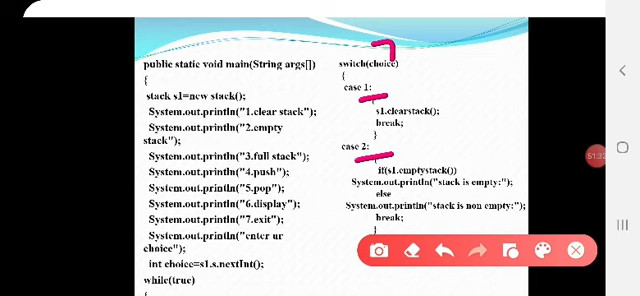 public static void main(String args[])
{
stack s1=new stack();
System.out.println("1.clear stack");
System.out.println("2.empty
stack");
System.out.println("3.full stack");
System.out.println("4.push");
System.out.println("5.pop");
System.out.println("6.display");
System.out.println("7.exit");
System.out.println("enter ur
choice");
int choice=s1.s.nextInt();
while(true)
{
switch(choice)
{
case 1:
{
s1.clearstack();
break;
}
case 2:
{
if(s1.emptystack())
System.out.println("stack is empty:");
else
System.out.println("stack is non empty:");
break;
}